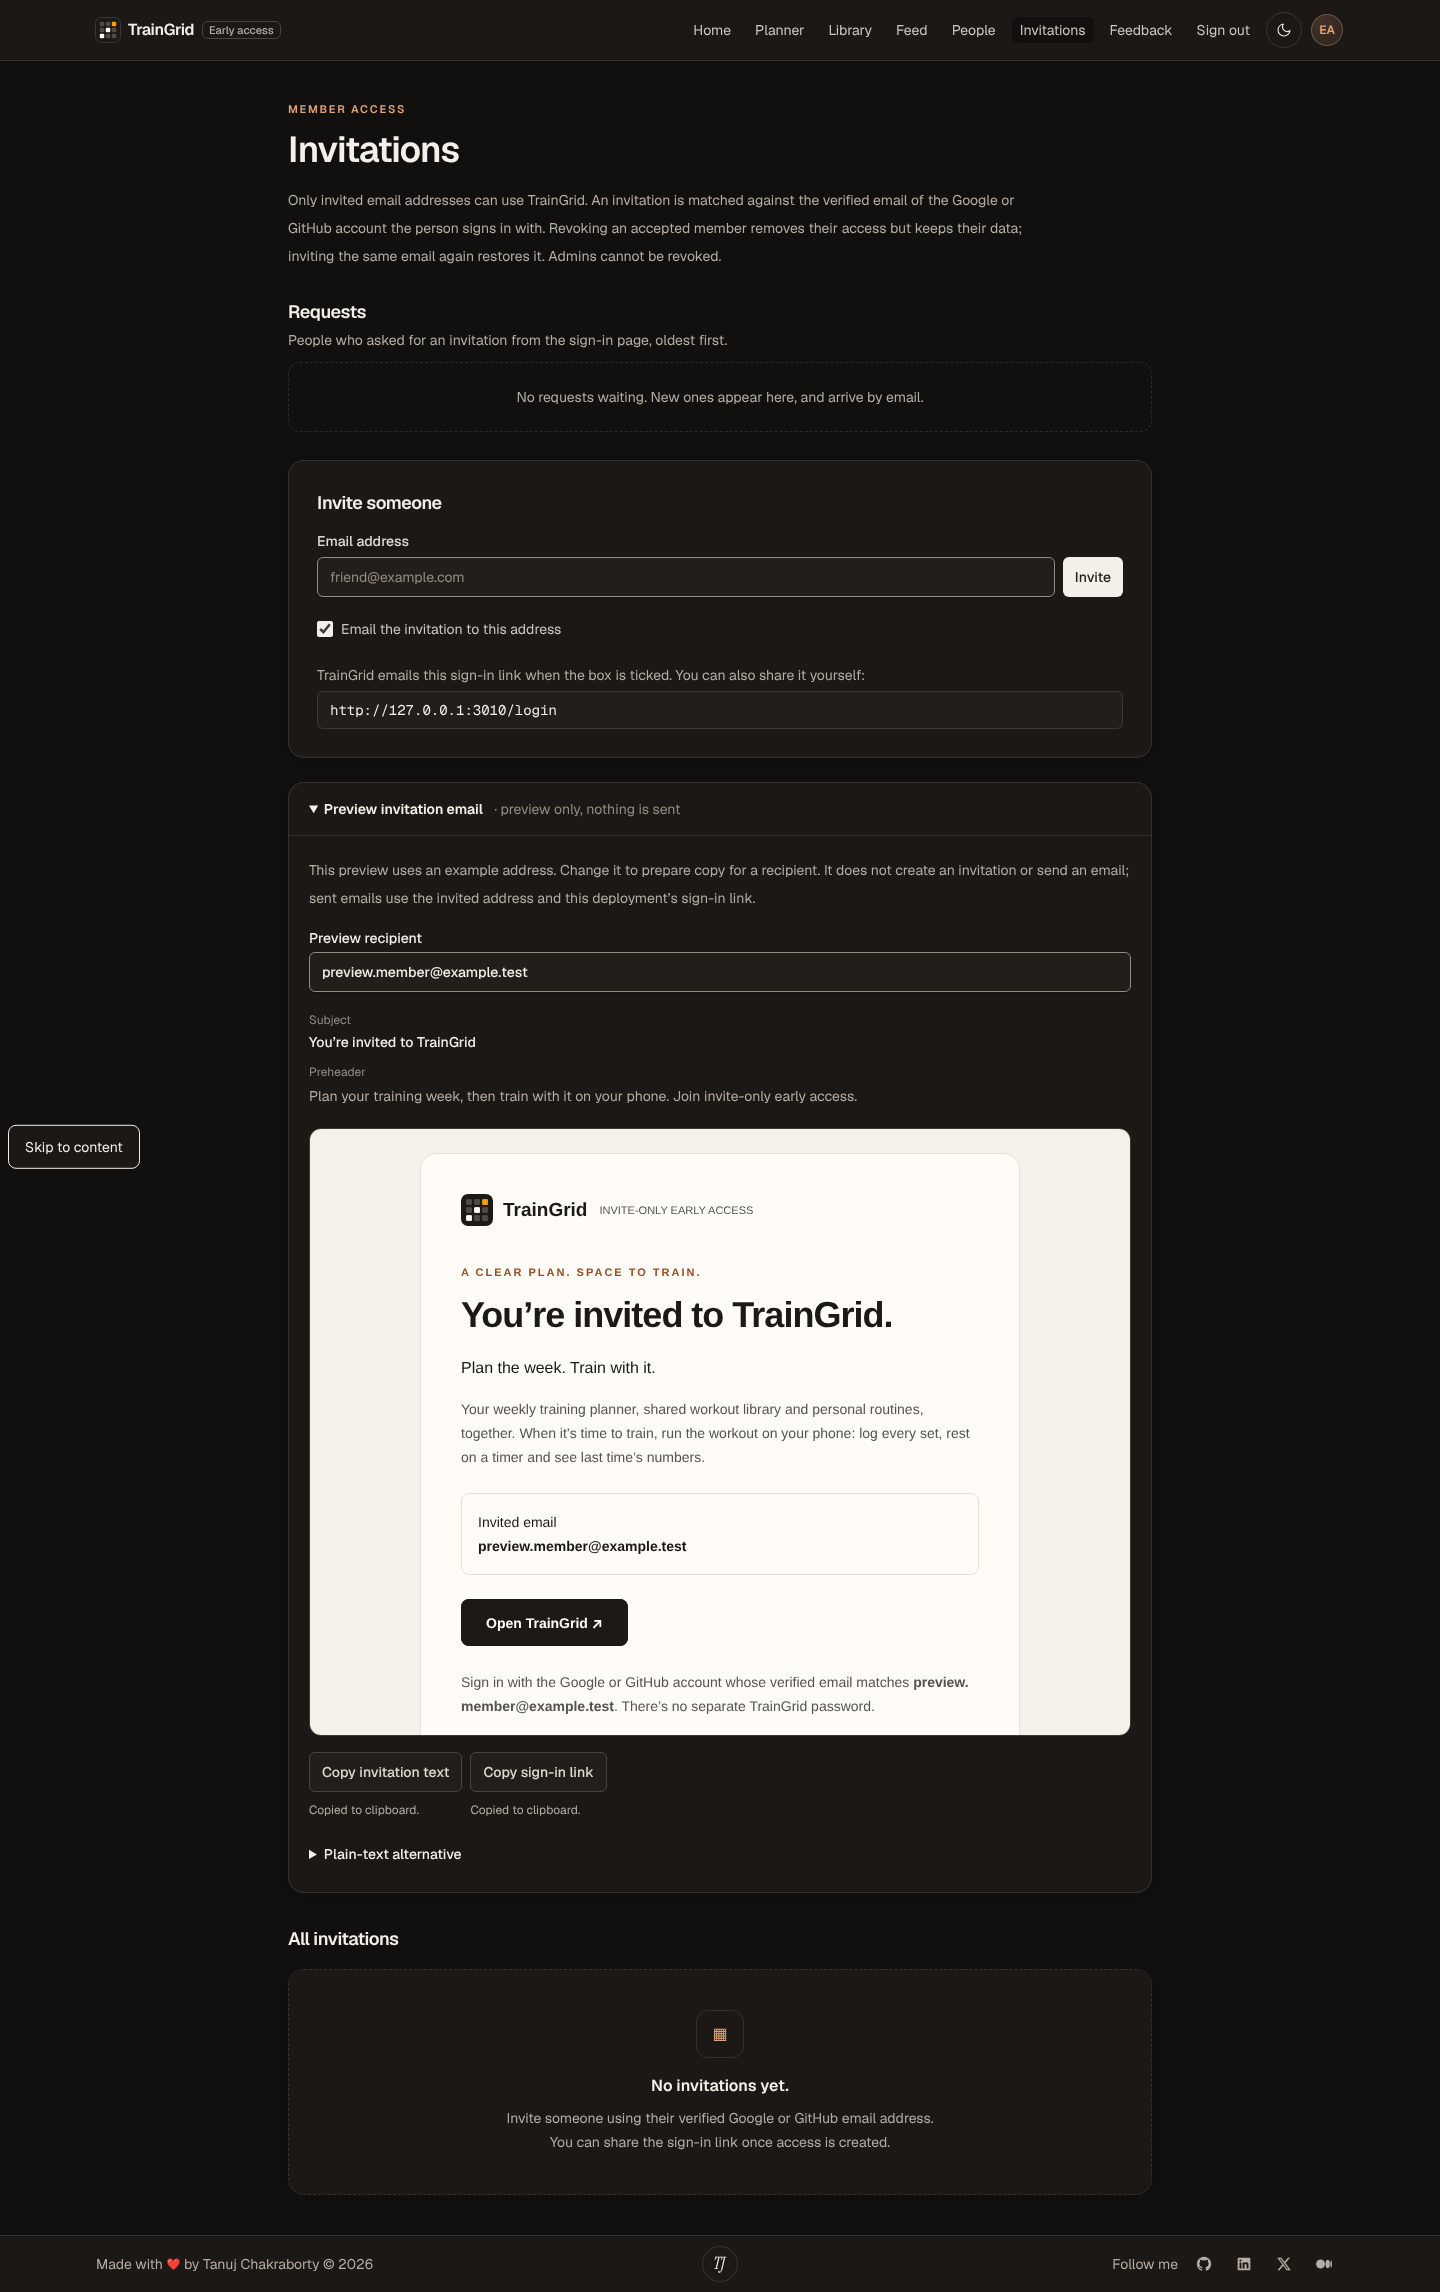 TrainGrid Early access Home Planner Library Feed People Invitations Feedback Sign out EA
MEMBER ACCESS
Invitations
Only invited email addresses can use TrainGrid. An invitation is matched against the verified email of the Google or
GitHub account the person signs in with. Revoking an accepted member removes their access but keeps their data;
inviting the same email again restores it. Admins cannot be revoked.
Requests
People who asked for an invitation from the sign-in page, oldest first.
No requests waiting. New ones appear here, and arrive by email.
Invite someone
Email address
friend@example.com Invite
Email the invitation to this address
TrainGrid emails this sign-in link when the box is ticked. You can also share it yourself:
http://127.0.0.1:3010/login
Preview invitation email · preview only, nothing is sent
This preview uses an example address. Change it to prepare copy for a recipient. It does not create an invitation or send an email;
sent emails use the invited address and this deployment’s sign-in link.
Preview recipient
preview.member@example.test
Subject
You’re invited to TrainGrid
Preheader
Plan your training week, then train with it on your phone. Join invite-only early access.
Skip to content
TrainGrid INVITE-ONLY EARLY ACCESS
A CLEAR PLAN. SPACE TO TRAIN.
You’re invited to TrainGrid.
Plan the week. Train with it.
Your weekly training planner, shared workout library and personal routines,
together. When it’s time to train, run the workout on your phone: log every set, rest
on a timer and see last time’s numbers.
Invited email
preview.member@example.test
Open TrainGrid ↗
Sign in with the Google or GitHub account whose verified email matches preview.
member@example.test. There’s no separate TrainGrid password.
Copy invitation text Copy sign-in link
Copied to clipboard. Copied to clipboard.
Plain-text alternative
All invitations
No invitations yet.
Invite someone using their verified Google or GitHub email address.
You can share the sign-in link once access is created.
Made with ❤️ by Tanuj Chakraborty © 2026 TJ Follow me